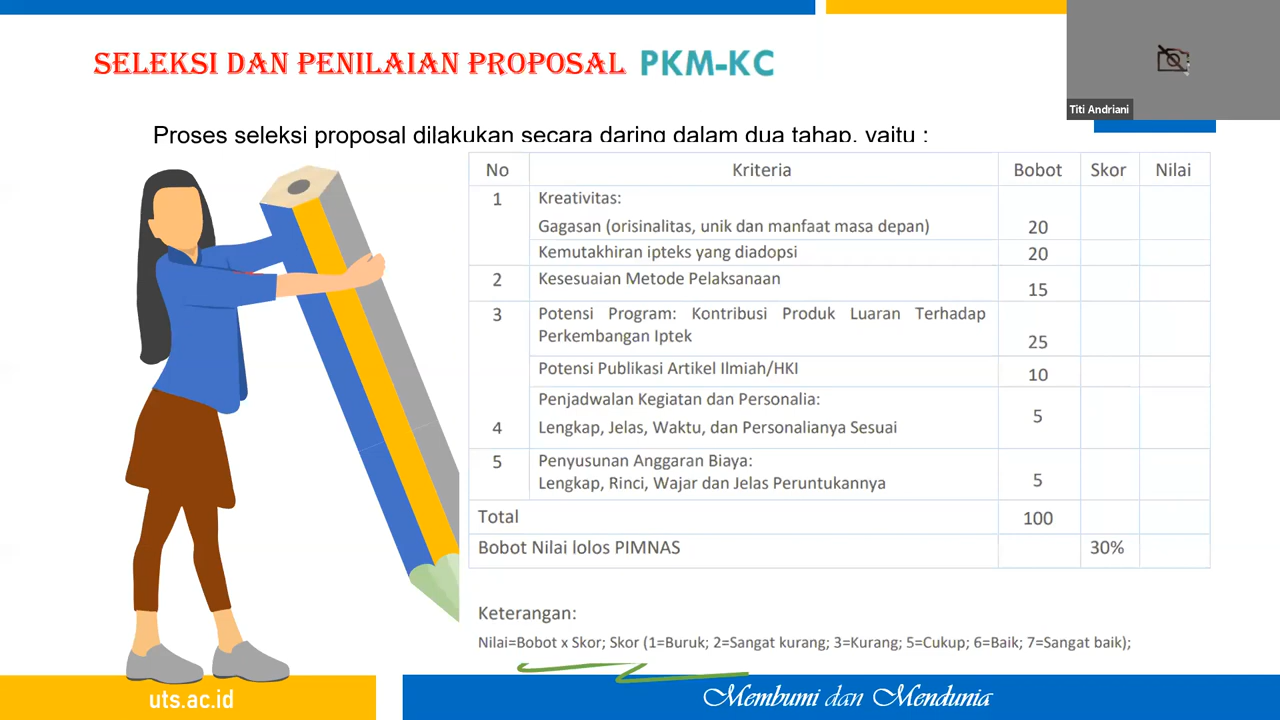 SELEKSI DAN PENILAIAN PROPOSAL PKM-KC
Titi Andriani
Proses seleksi proposal dilakukan secara daring dalam dua tahap, yaitu :
No Kriteria Bobot Skor Nilai
1 Kreativitas:
Gagasan (orisinalitas, unik dan manfaat masa depan) 20
Kemutakhiran ipteks yang diadopsi 20
2 Kesesuaian Metode Pelaksanaan 15
3 Potensi Program: Kontribusi Produk Luaran Terhadap
Perkembangan Iptek 25
Potensi Publikasi Artikel Ilmiah/HKI 10
Penjadwalan Kegiatan dan Personalia: 5
4 Lengkap, Jelas, Waktu, dan Personalianya Sesuai
5 Penyusunan Anggaran Biaya:
Lengkap, Rinci, Wajar dan Jelas Peruntukannya 5
Total 100
Bobot Nilai lolos PIMNAS 30%
Keterangan:
Nilai=Bobot x Skor; Skor (1=Buruk; 2=Sangat kurang; 3=Kurang; 5=Cukup; 6=Baik; 7=Sangat baik);
uts.ac.id
Membumi dan Mendunia